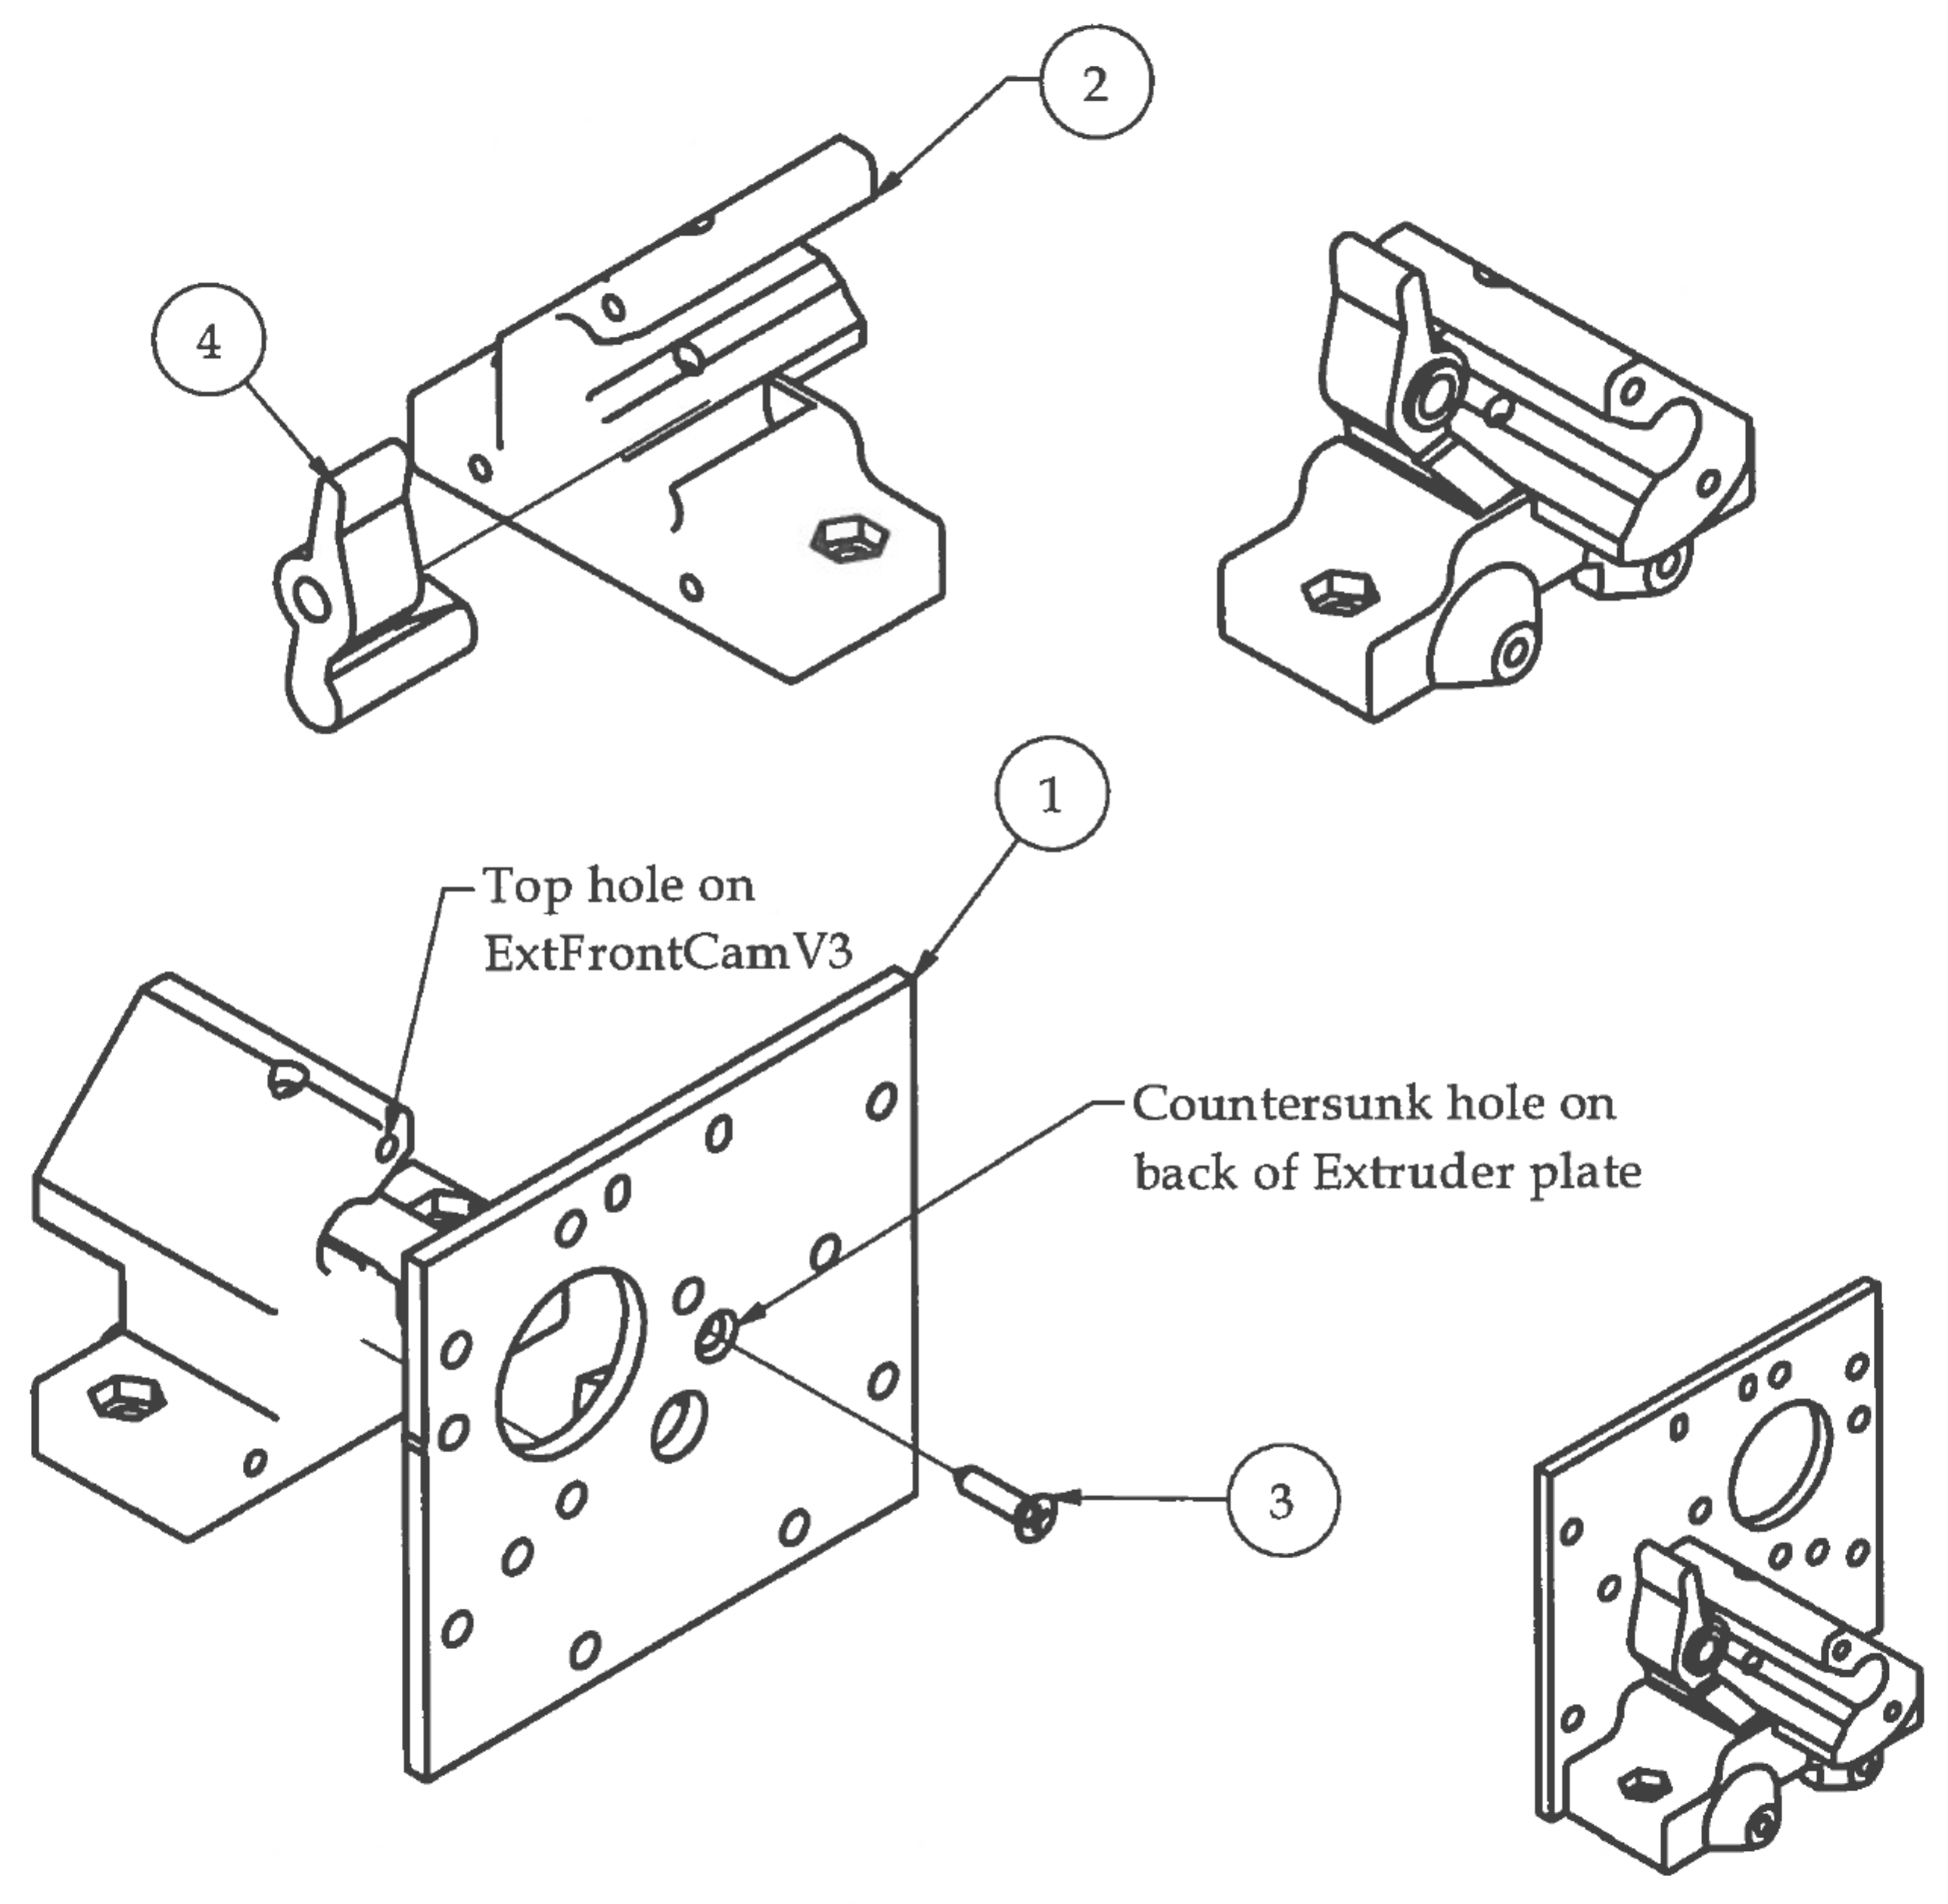 2
4
1
Top hole on
ExtFrontCamV3
Countersunk hole on
back of Extruder plate
3